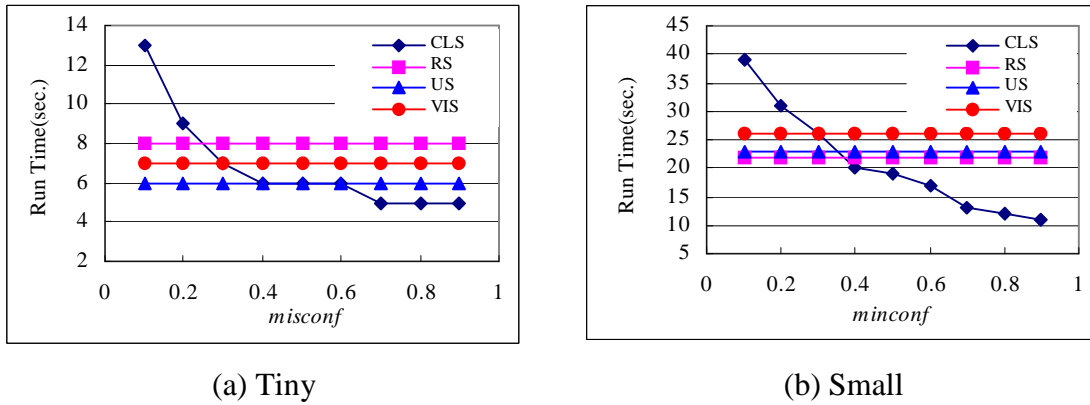 14
12
10
8
6
4
2
Run Time(sec.)
CLS
RS
US
VIS
0 0.2 0.4 0.6 0.8 1
misconf
(a) Tiny
45
40
35
30
25
20
15
10
5
Run Time(sec.)
CLS
RS
US
VIS
0 0.2 0.4 0.6 0.8 1
minconf
(b) Small